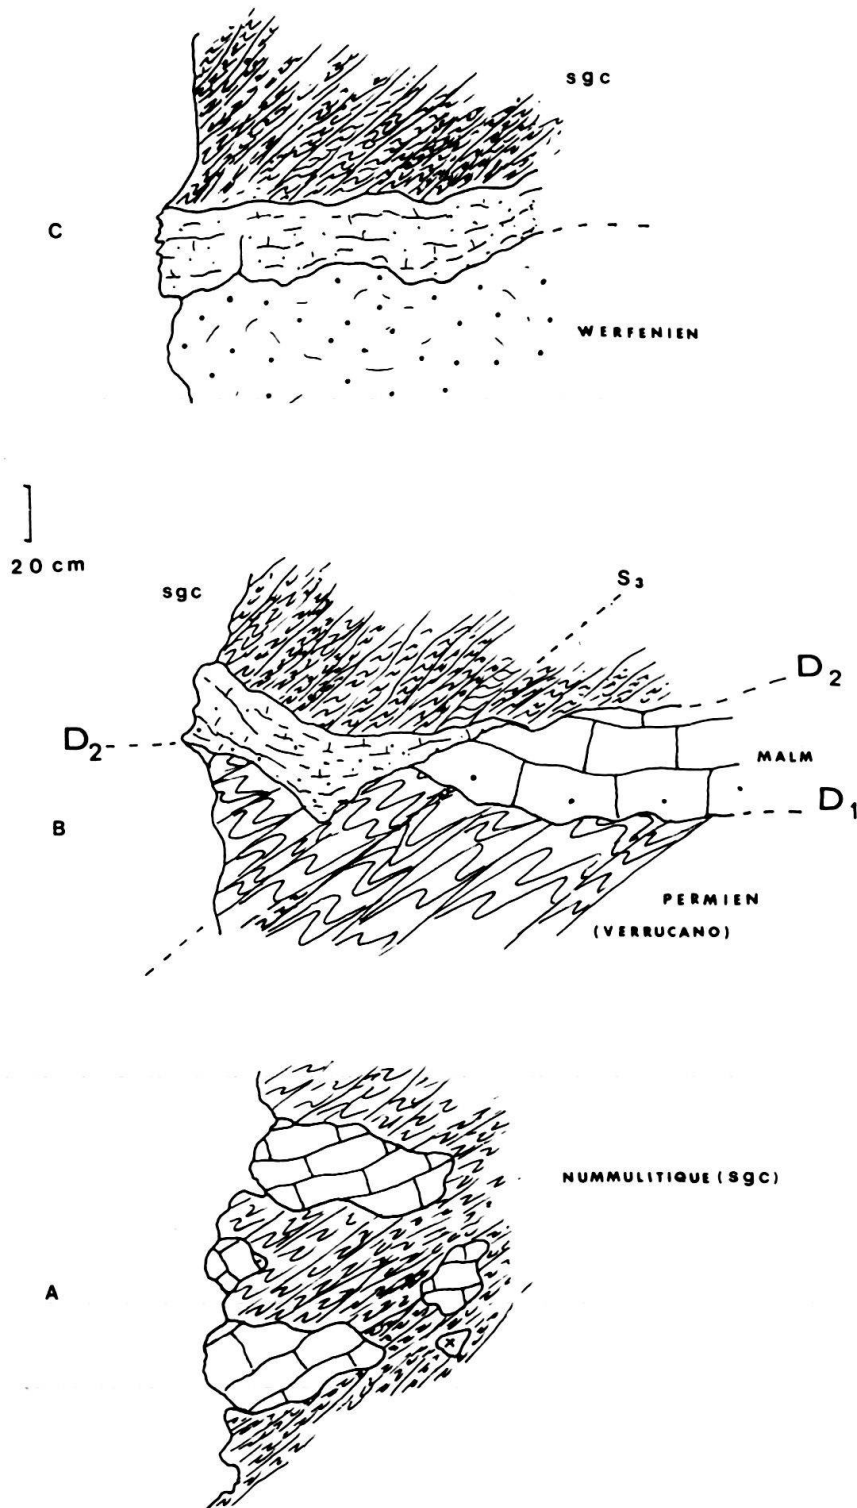 sgc
C
WERFENIEN
20 cm
sgc
S3
D2
D2
MALM
D1
B
PERMIEN
(VERRUCANO)
NUMMULITIQUE (sgc)
A
x